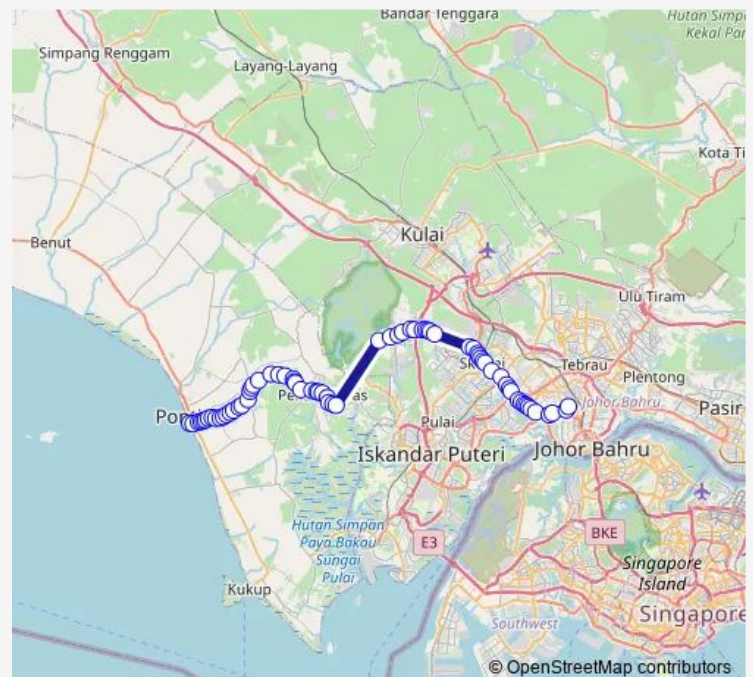 Bandar Tenggara
Hutan Simp
Kekal Pa
Simpang Renggam
Layang-Layang
Kota Ti
Benut
Kulai
Ulu Tiram
Tebrau
Plentong
Johor Bahru
Pasir
Pulai
Iskandar Puteri
Johor Bahru
Hutan Simpan
Paya Bakau
Sungai
Pulai
E3
BKE
Singapore
Island
Kukup
Singapore
Southwest
© OpenStreetMap contributors